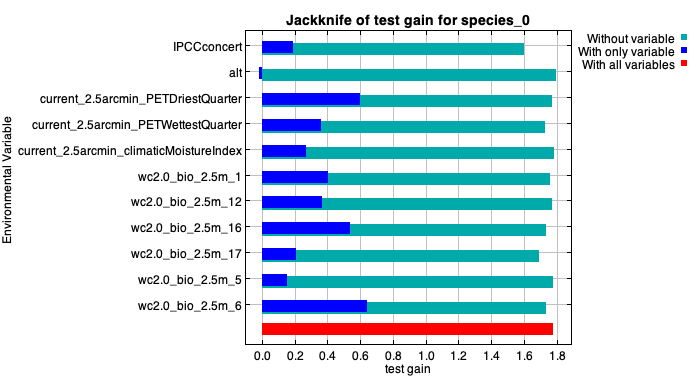 Jackknife of test gain for species_0
Without variable
With only variable
With all variables
Environmental Variable
IPCCconcert
alt
current_2.5arcmin_PETDriestQuarter
current_2.5arcmin_PETWettestQuarter
current_2.5arcmin_climaticMoistureIndex
wc2.0_bio_2.5m_1
wc2.0_bio_2.5m_12
wc2.0_bio_2.5m_16
wc2.0_bio_2.5m_17
wc2.0_bio_2.5m_5
wc2.0_bio_2.5m_6
0.0 0.2 0.4 0.6 0.8 1.0 1.2 1.4 1.6 1.8
test gain